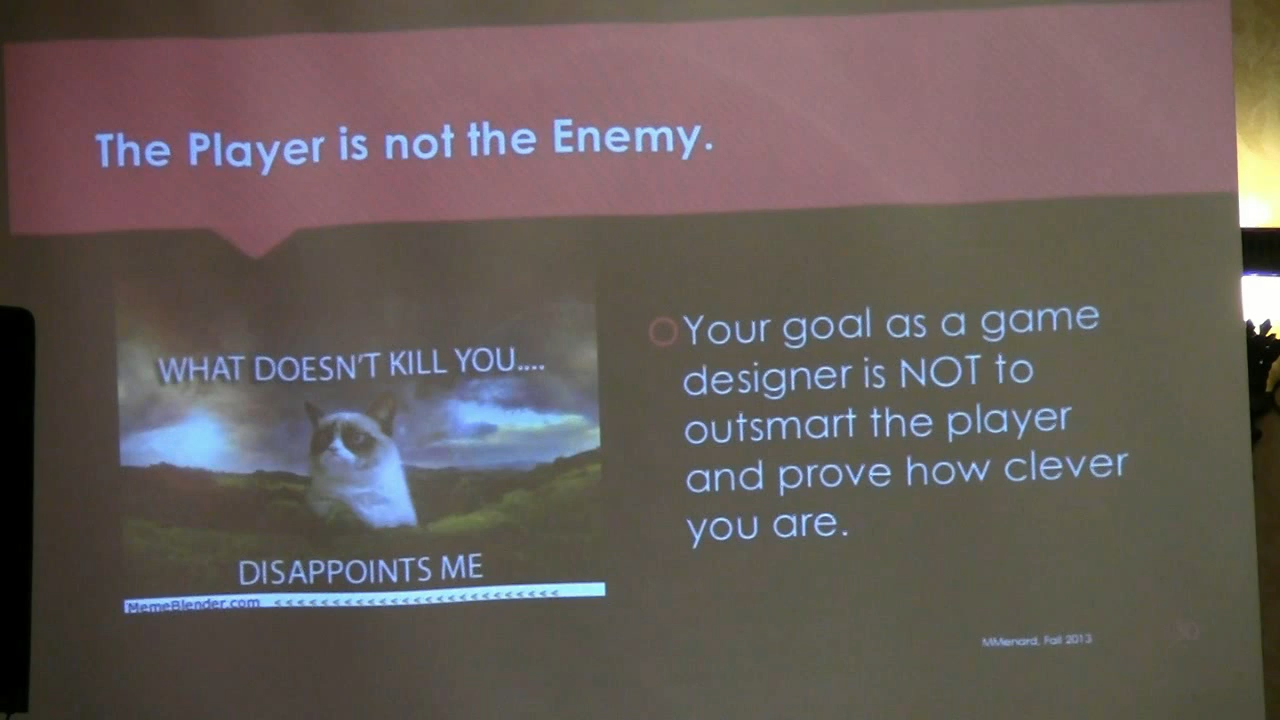 The Player is not the Enemy.
WHAT DOESN'T KILL YOU....
DISAPPOINTS ME
MemeBlender.com <<<<<<<<<<<<<<<<<<<<<<<<<
Your goal as a game
designer is NOT to
outsmart the player
and prove how clever
you are.
MMenard, Fall 2013